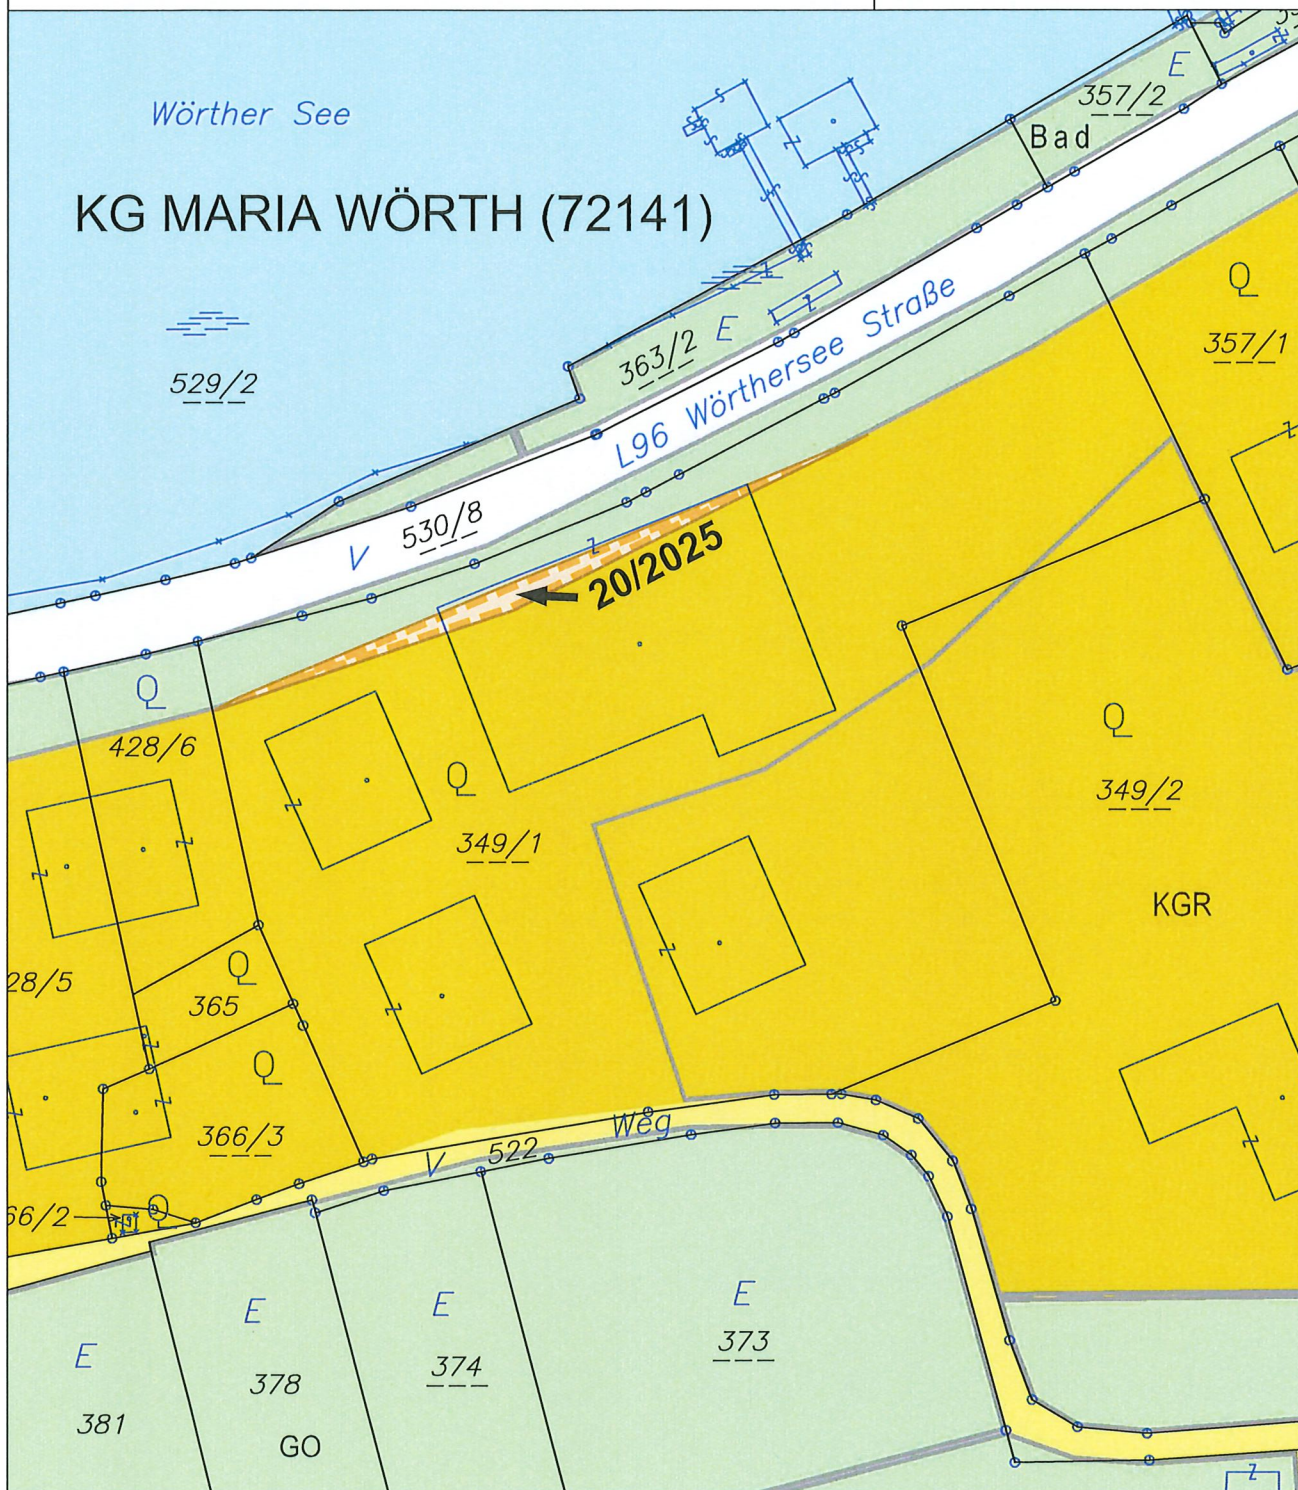 E
357/2
Bad
Wörther See
KG MARIA WÖRTH (72141)
529/2
E
363/2
L96 Wörthersee Straße
Q
357/1
530/8
V
20/2025
Q
428/6
Q
349/1
Q
349/2
KGR
28/5
Q
365
Q
366/3
66/2
Q
V
522
Weg
E
373
E
374
E
378
GO
E
381